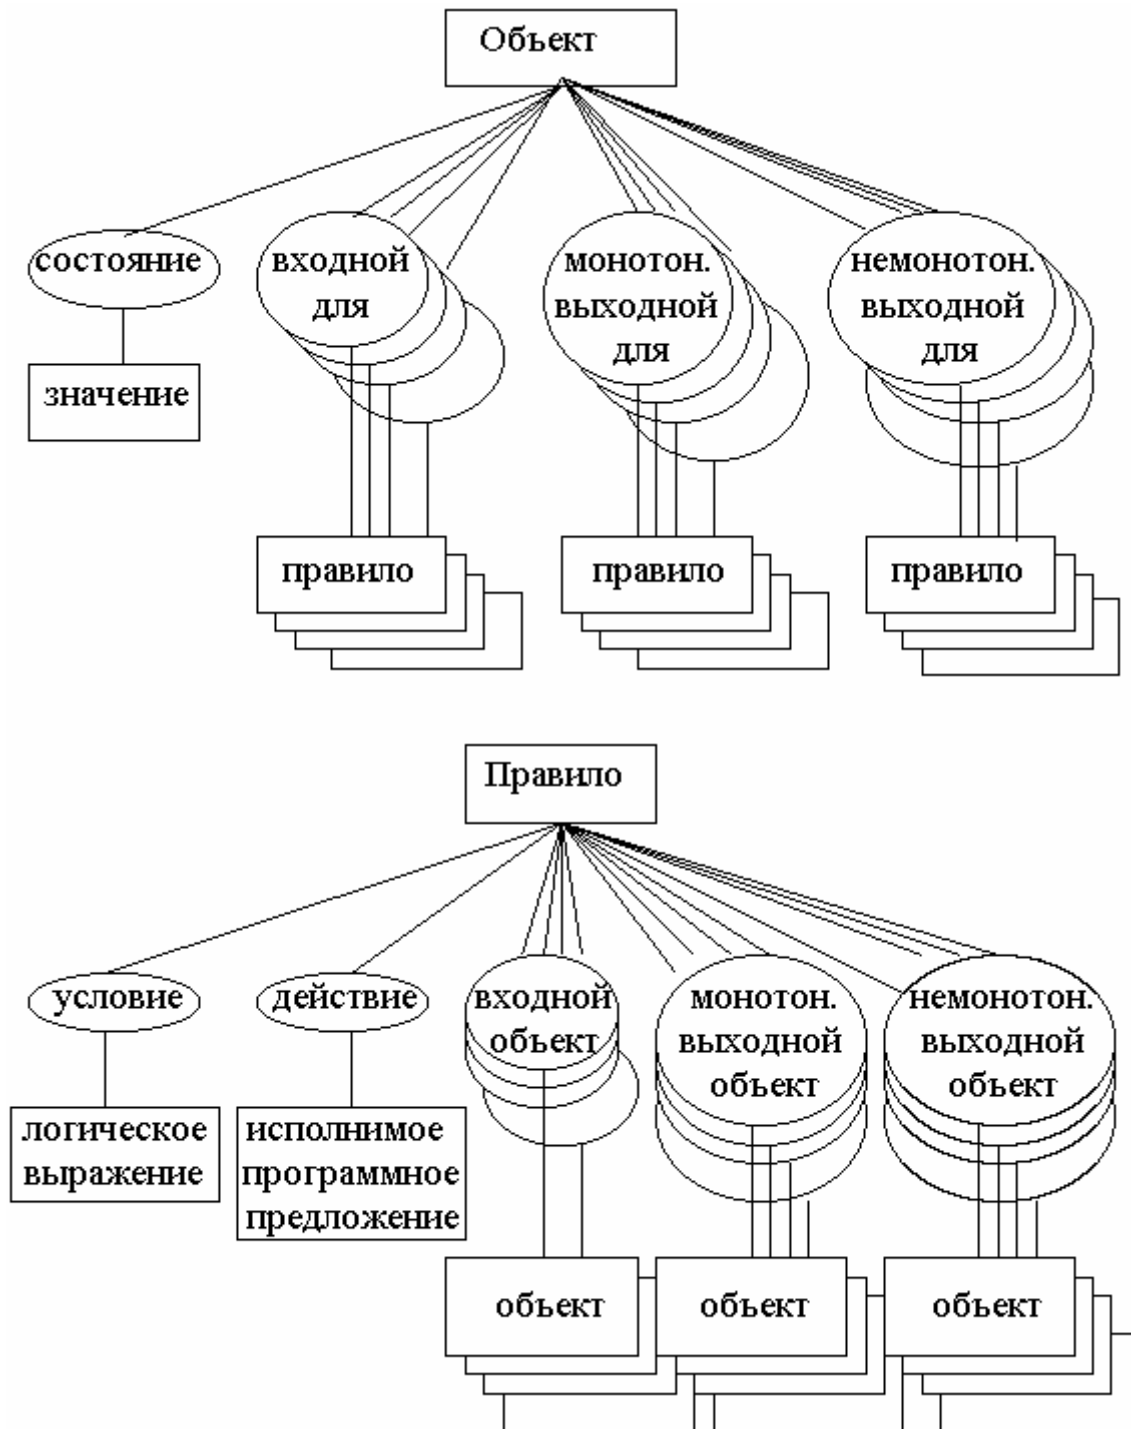 Объект
состояние
входной
для
монотон.
выходной
для
немонотон.
выходной
для
значение
правило
правило
правило
Правило
условие
действие
входной
объект
монотон.
выходной
объект
немонотон.
выходной
объект
логическое
выражение
исполнимое
программное
предложение
объект
объект
объект